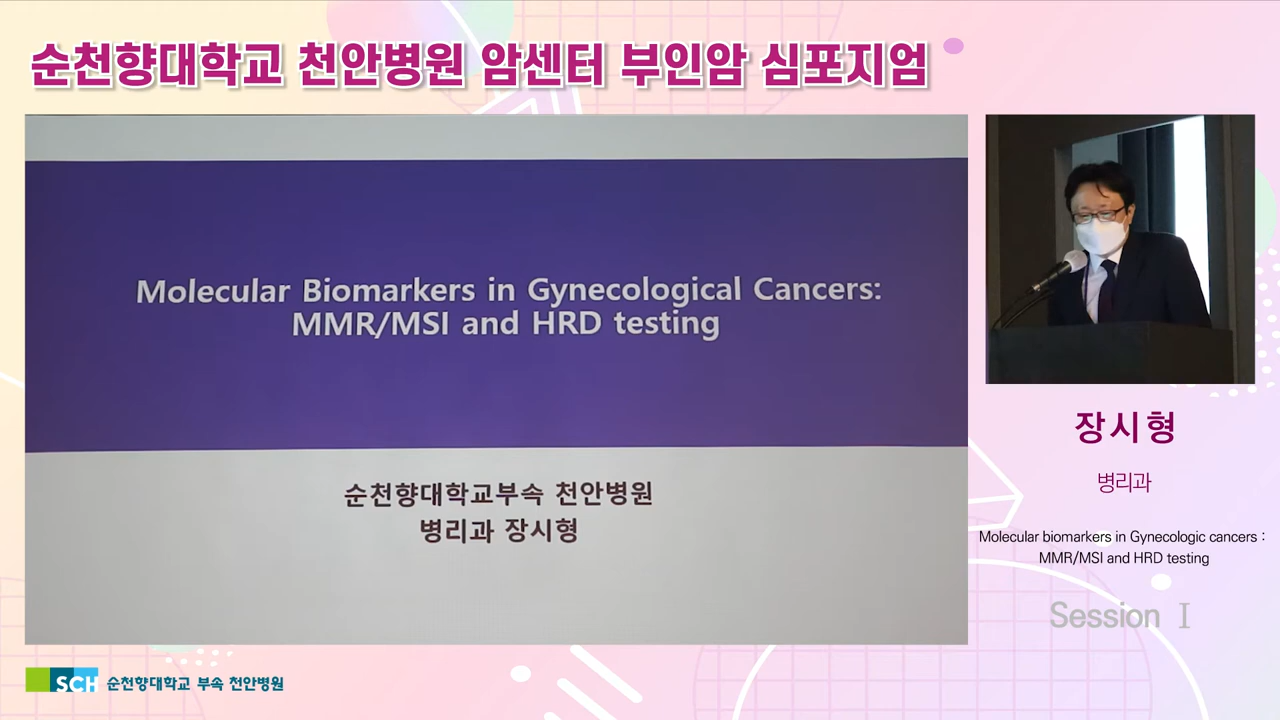 순천향대학교 천안병원 암센터 부인암 심포지엄
Molecular Biomarkers in Gynecological Cancers:
MMR/MSI and HRD testing
순천향대학교부속 천안병원
병리과 장시형
장시형
병리과
Molecular biomarkers in Gynecologic cancers :
MMR/MSI and HRD testing
Session Ⅰ
SCH 순천향대학교 부속 천안병원